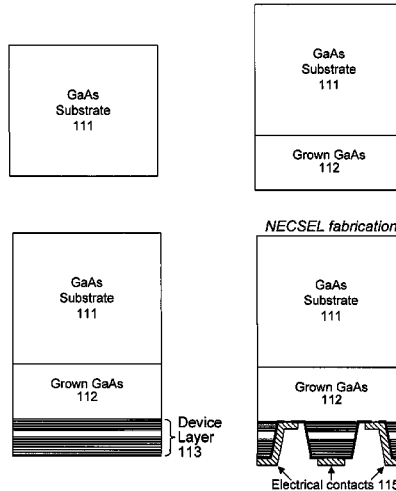 GaAs
Substrate
111
GaAs
Substrate
111
Grown GaAs
112
GaAs
Substrate
111
Grown GaAs
112
Device
Layer
113
NECSEL fabrication
GaAs
Substrate
111
Grown GaAs
112
Electrical contacts 115